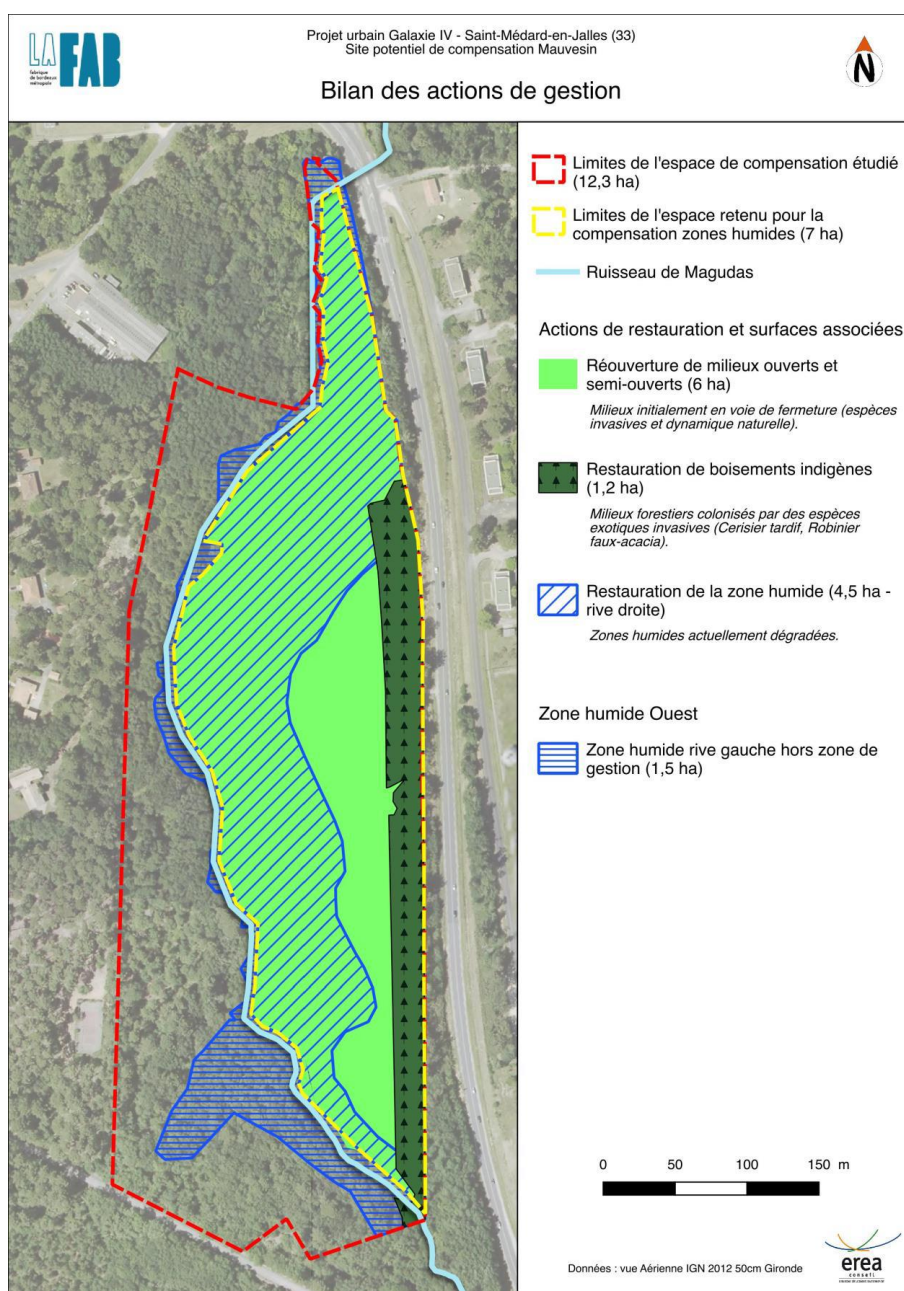 LA
FAB
fabrique
de bordeaux
métropole
Projet urbain Galaxie IV - Saint-Médard-en-Jalles (33)
Site potentiel de compensation Mauvesin
Bilan des actions de gestion
N
Limites de l'espace de compensation étudié
(12,3 ha)
Limites de l'espace retenu pour la
compensation zones humides (7 ha)
Ruisseau de Magudas
Actions de restauration et surfaces associées
Réouverture de milieux ouverts et
semi-ouverts (6 ha)
Milieux initialement en voie de fermeture (espèces
invasives et dynamique naturelle).
Restauration de boisements indigènes
(1,2 ha)
Milieux forestiers colonisés par des espèces
exotiques invasives (Cerisier tardif, Robinier
faux-acacia).
Restauration de la zone humide (4,5 ha -
rive droite)
Zones humides actuellement dégradées.
Zone humide Ouest
Zone humide rive gauche hors zone de
gestion (1,5 ha)
0 50 100 150 m
Données : vue Aérienne IGN 2012 50cm Gironde
erea
conseil